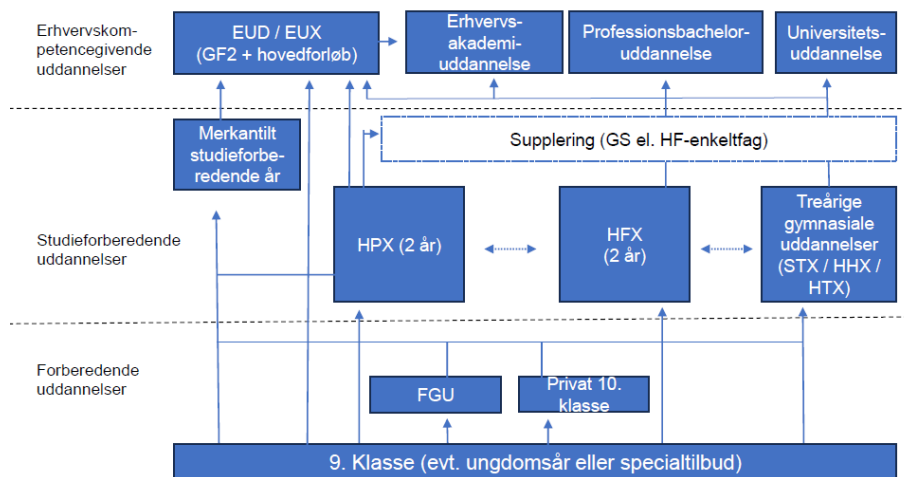 Erhvervskom-
petencegivende
uddannelser
EUD / EUX
(GF2 + hovedforløb)
Erhvervs-
akademi-
uddannelse
Professionsbachelor-
uddannelse
Universitets-
uddannelse
Merkantilt
studieforbe-
redende år
Supplering (GS el. HF-enkeltfag)
Studieforberedende
uddannelser
HPX (2 år)
HFX
(2 år)
Treårige
gymnasiale
uddannelser
(STX / HHX /
HTX)
Forberedende
uddannelser
FGU
Privat 10.
klasse
9. Klasse (evt. ungdomsår eller specialtilbud)